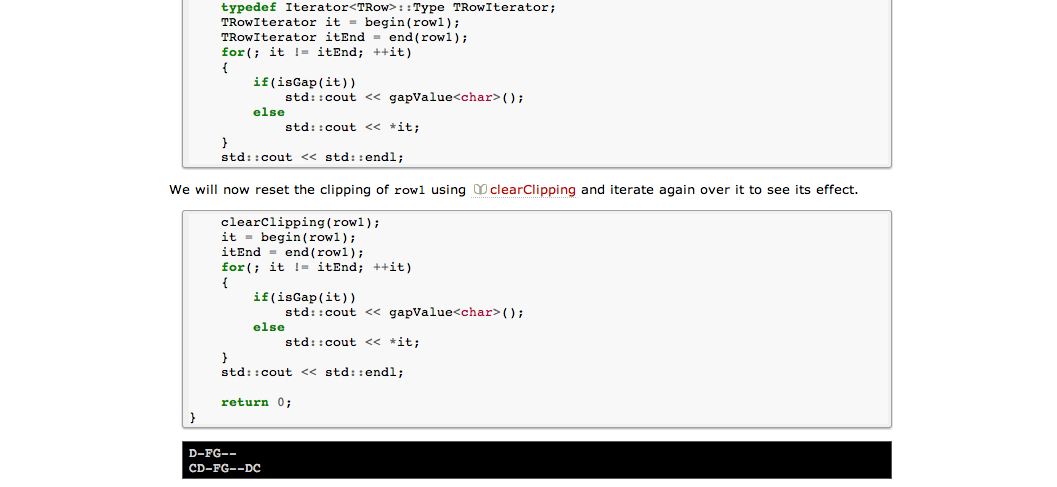 typedef Iterator<TRow>::Type TRowIterator;
TRowIterator it = begin(row1);
TRowIterator itEnd = end(row1);
for(; it != itEnd; ++it)
{
if(isGap(it))
std::cout << gapValue<char>();
else
std::cout << *it;
}
std::cout << std::endl;
We will now reset the clipping of row1 using clearClipping and iterate again over it to see its effect.
clearClipping(row1);
it = begin(row1);
itEnd = end(row1);
for(; it != itEnd; ++it)
{
if(isGap(it))
std::cout << gapValue<char>();
else
std::cout << *it;
}
std::cout << std::endl;
return 0;
}
D-FG--
CD-FG--DC